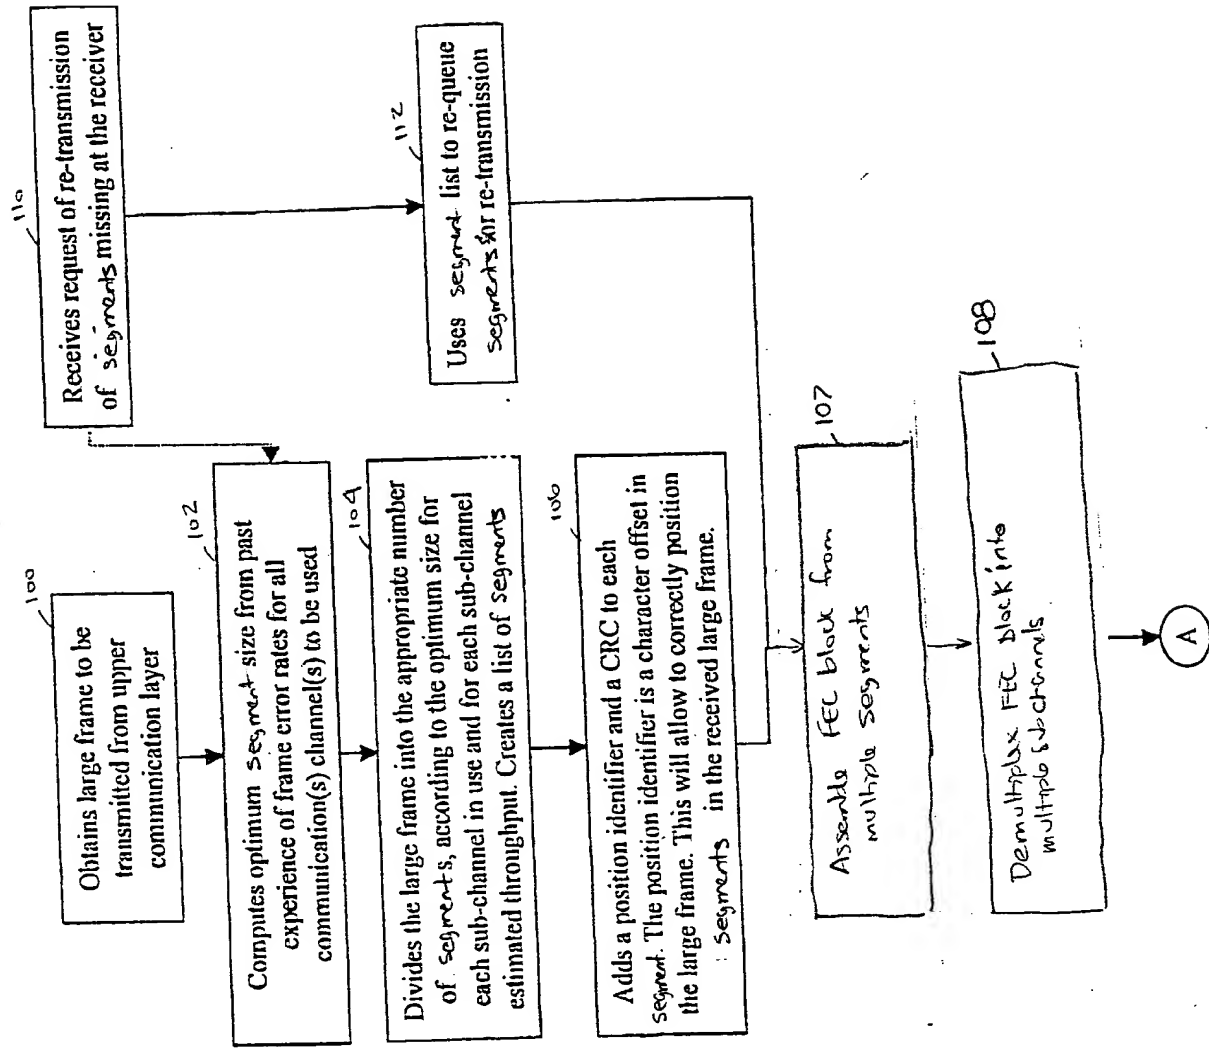 100
Obtains large frame to be
transmitted from upper
communication layer
110
Receives request of re-transmission
of segments missing at the receiver
102
Computes optimum segment size from past
experience of frame error rates for all
communication(s) channel(s) to be used
104
Divides the large frame into the appropriate number
of segments, according to the optimum size for
each sub-channel in use and for each sub-channel
estimated throughput. Creates a list of segments
112
Uses segment list to re-queue
segments for re-transmission
106
Adds a position identifier and a CRC to each
segment. The position identifier is a character offset in
the large frame. This will allow to correctly position
segments in the received large frame.
107
Assemble FEC block from
multiple segments
108
Demultiplex FEC block into
multiple subchannels.
A